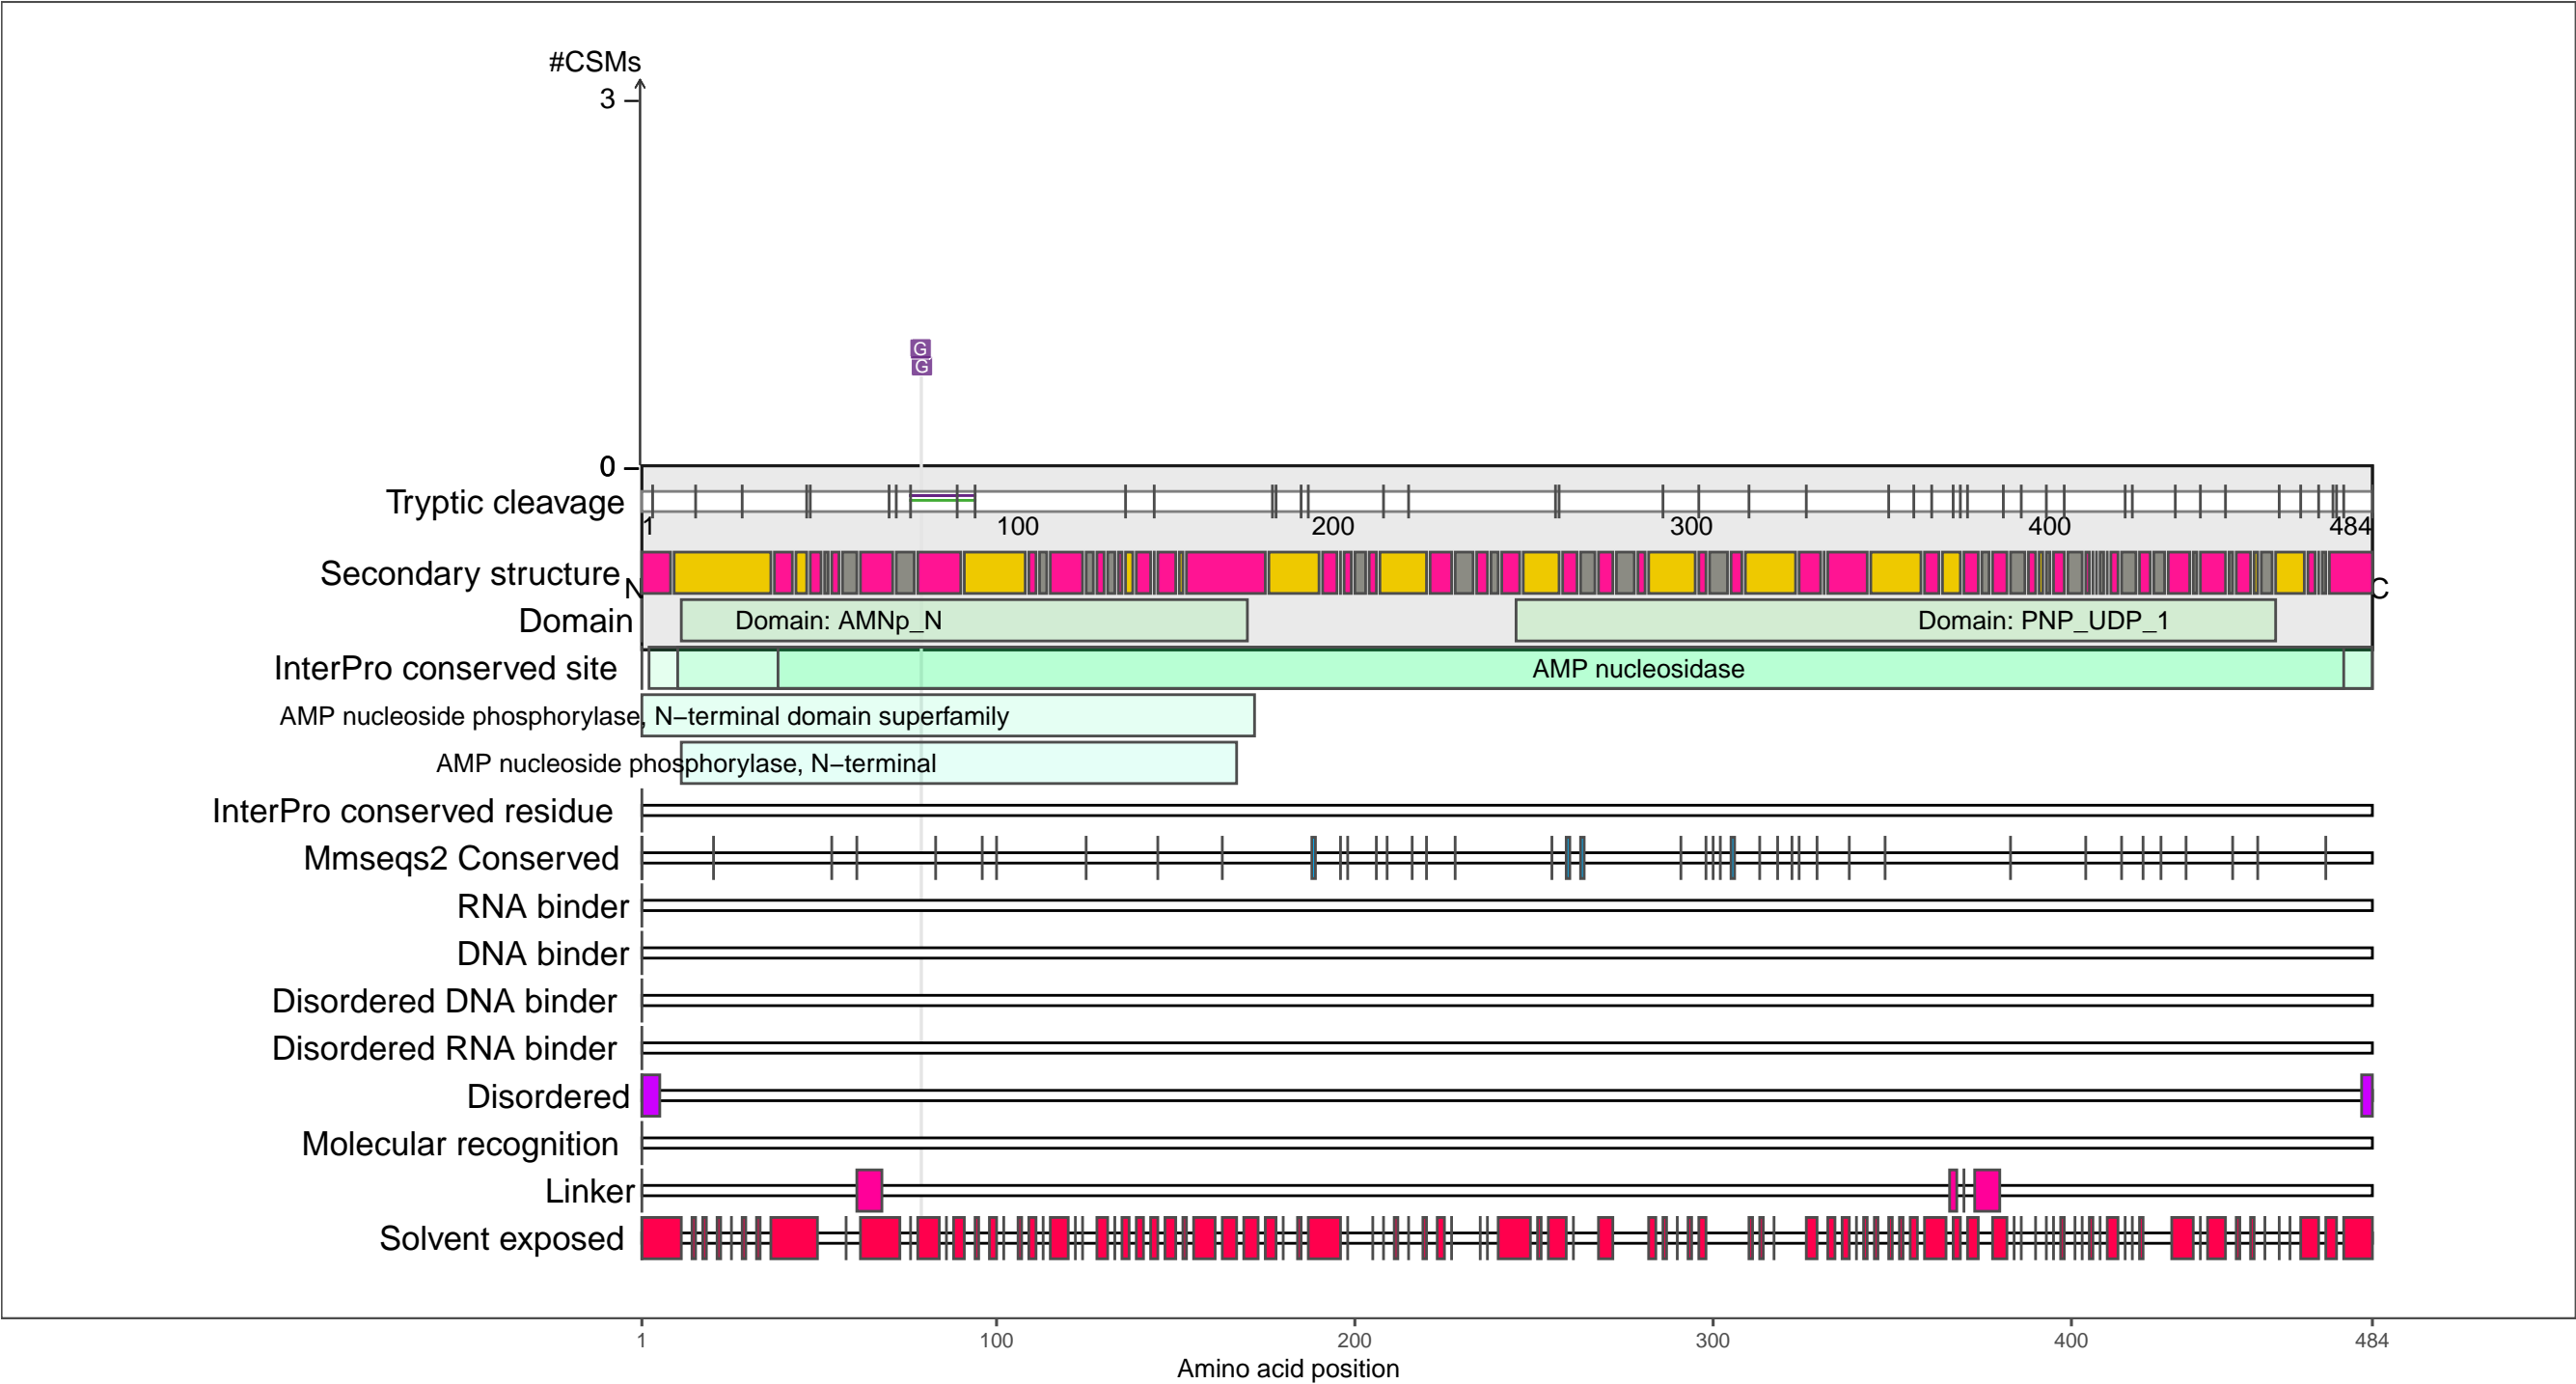 #CSMs
3
G
G
0
Tryptic cleavage
1 100 200 300 400 484
Secondary structure
N C
Domain Domain: AMNp_N Domain: PNP_UDP_1
InterPro conserved site AMP nucleosidase
AMP nucleoside phosphorylase, N−terminal domain superfamily
AMP nucleoside phosphorylase, N−terminal
InterPro conserved residue
Mmseqs2 Conserved
RNA binder
DNA binder
Disordered DNA binder
Disordered RNA binder
Disordered
Molecular recognition
Linker
Solvent exposed
1 100 200 300 400 484
Amino acid position